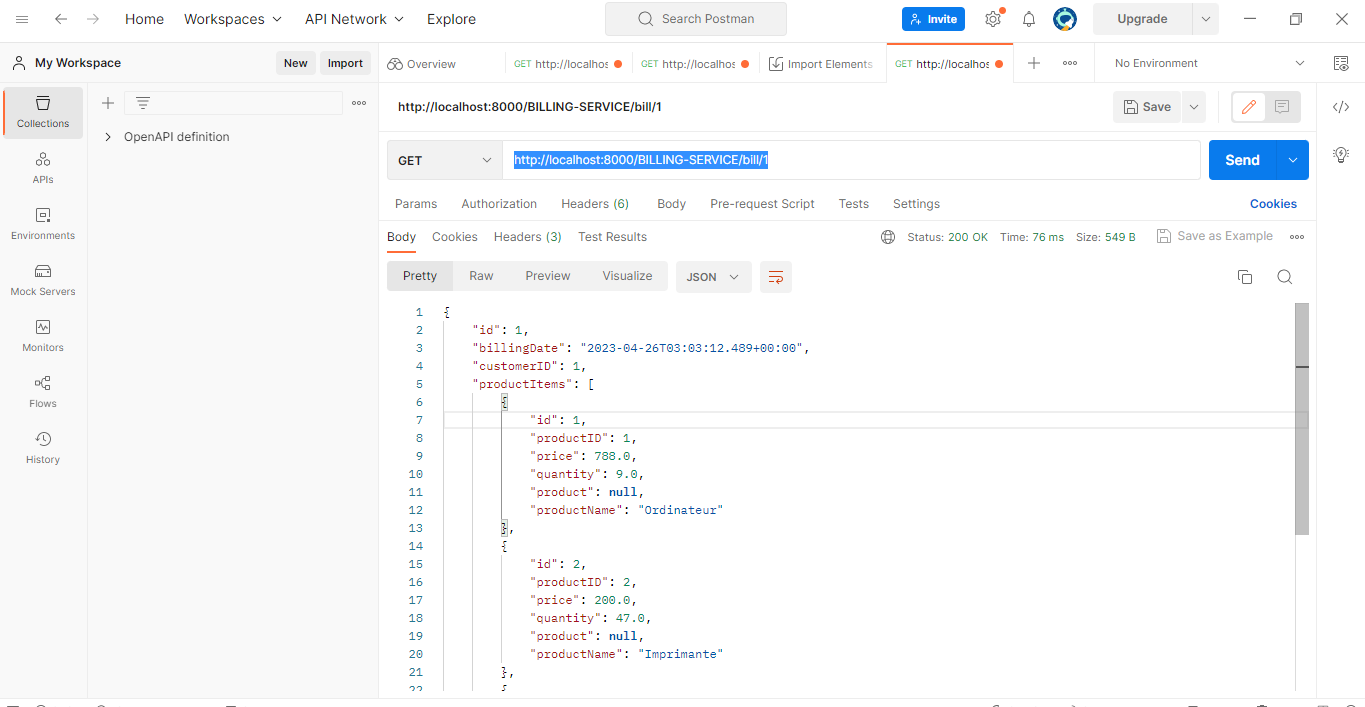 Home Workspaces API Network Explore Search Postman Invite Upgrade
My Workspace New Import Overview GET http://localhos GET http://localhos Import Elements GET http://localhos No Environment
Collections
APIs
Environments
Mock Servers
Monitors
Flows
History
OpenAPI definition
http://localhost:8000/BILLING-SERVICE/bill/1 Save
GET http://localhost:8000/BILLING-SERVICE/bill/1 Send
Params Authorization Headers (6) Body Pre-request Script Tests Settings Cookies
Body Cookies Headers (3) Test Results Status: 200 OK Time: 76 ms Size: 549 B Save as Example
Pretty Raw Preview Visualize JSON
1 {
2 "id": 1,
3 "billingDate": "2023-04-26T03:03:12.489+00:00",
4 "customerID": 1,
5 "productItems": [
6 {
7 "id": 1,
8 "productID": 1,
9 "price": 788.0,
10 "quantity": 9.0,
11 "product": null,
12 "productName": "Ordinateur"
13 },
14 {
15 "id": 2,
16 "productID": 2,
17 "price": 200.0,
18 "quantity": 47.0,
19 "product": null,
20 "productName": "Imprimante"
21 },
22 {